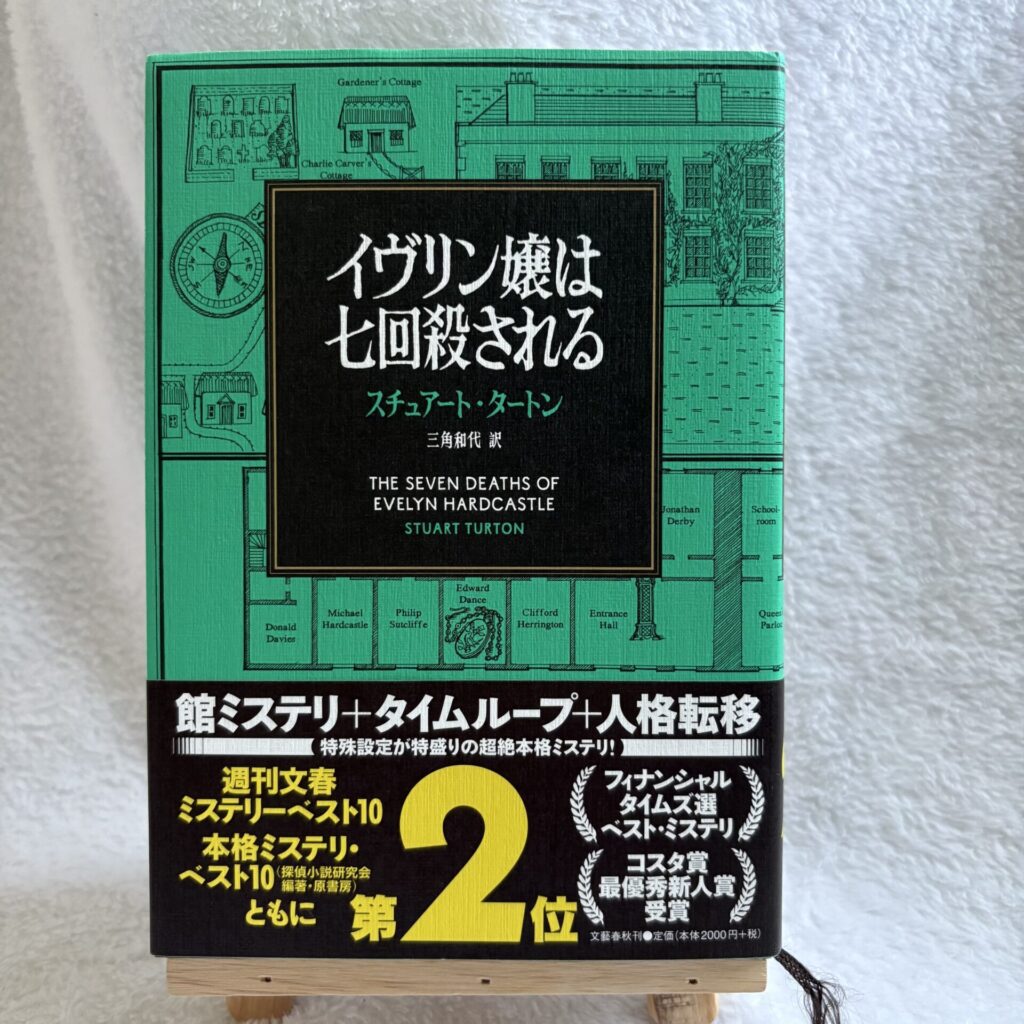 Gardener's Cottage
Charlie Carver's
Cottage
イヴリン嬢は
七回殺される
スチュアート・タートン
三角和代 訳
THE SEVEN DEATHS OF
EVELYN HARDCASTLE
STUART TURTON
Jonathan
Derby
School-
room
Donald
Davies
Michael
Hardcastle
Philip
Sutcliffe
Edward
Dance
Clifford
Herrington
Entrance
Hall
館ミステリ+タイムループ+人格転移
特殊設定が特盛りの超絶本格ミステリ!
週刊文春
ミステリーベスト10
本格ミステリ・
ベスト10(探偵小説研究会
編著・原書房)
ともに
第2位
フィナンシャル
タイムズ選
ベスト・ミステリ
コスタ賞
最優秀新人賞
受賞
文藝春秋刊●定価(本体2000円+税)